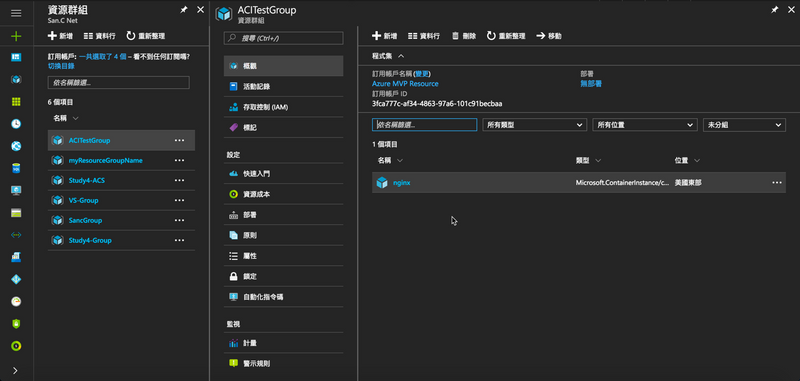 資源群組
San.C Net
新增
資料行
重新整理
訂用帳戶: 一共選取了 4 個 – 看不到任何訂閱嗎?
切換目錄
依名稱篩選...
6 個項目
名稱
ACITestGroup
myResourceGroupName
Study4-ACS
VS-Group
SancGroup
Study4-Group
ACITestGroup
資源群組
搜尋 (Ctrl+/)
概觀
活動記錄
存取控制 (IAM)
標記
設定
快速入門
資源成本
部署
原則
屬性
鎖定
自動化指令碼
監視
計量
警示規則
新增
資料行
刪除
重新整理
移動
程式集
訂用帳戶名稱 (變更)
部署
Azure MVP Resource
無部署
訂用帳戶 ID
3fca777c-af34-4863-97a6-101c91becbaa
依名稱篩選...
所有類型
所有位置
未分組
1 個項目
名稱
類型
位置
nginx
Microsoft.ContainerInstance/c...
美國東部